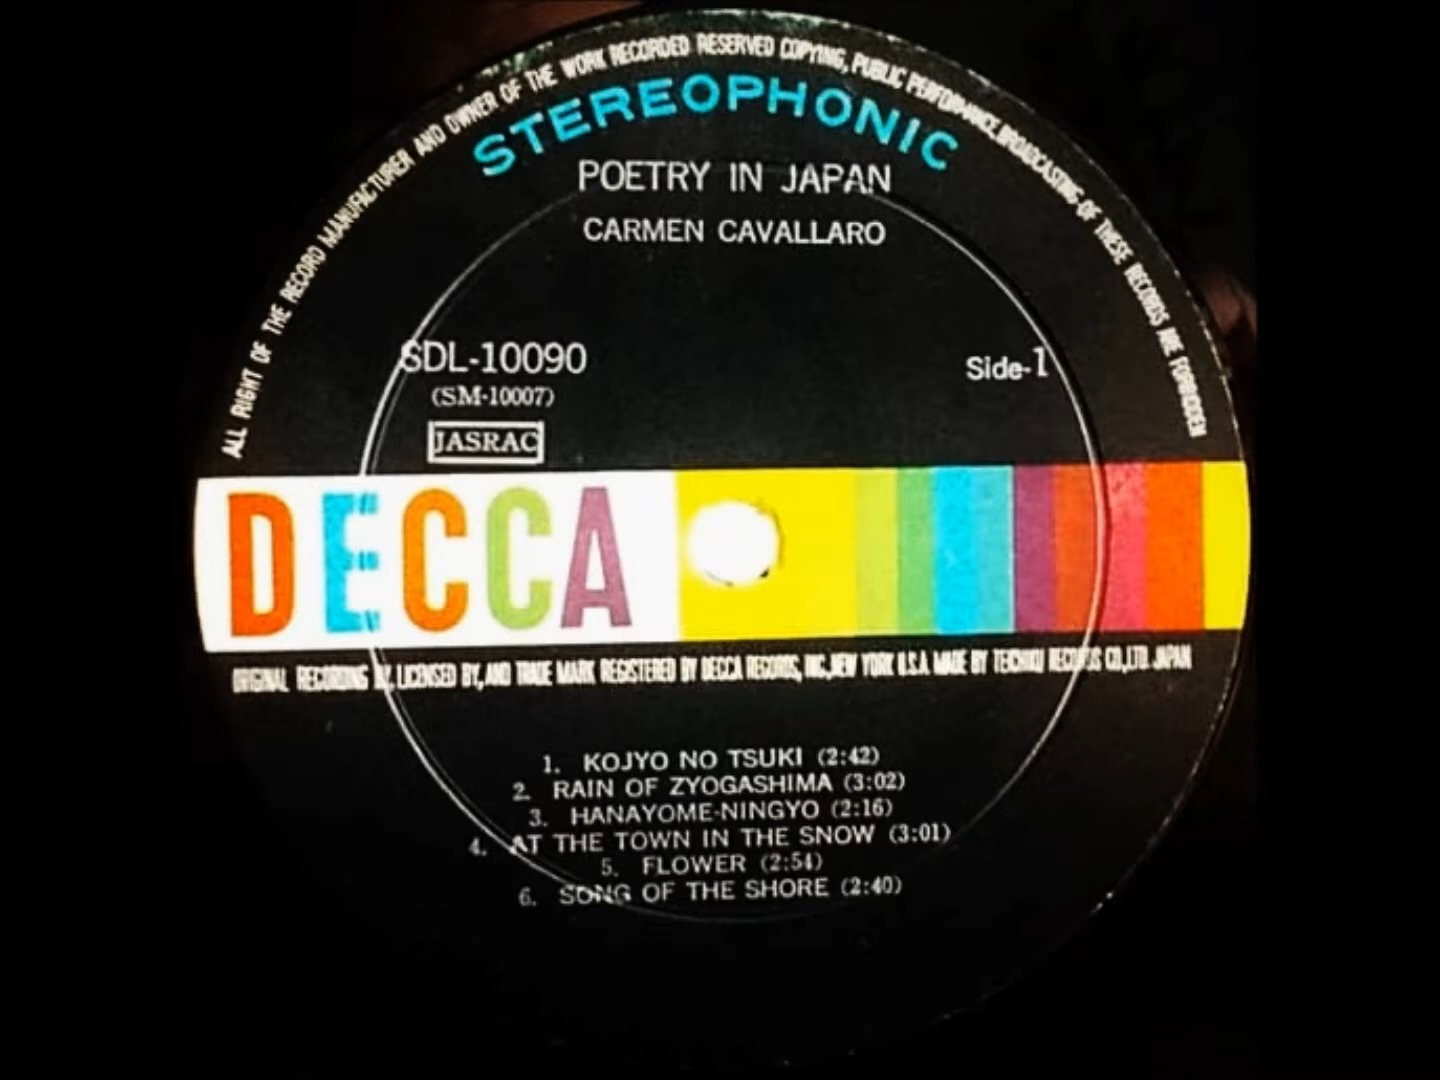 ALL RIGHT OF THE RECORD MANUFACTURER AND OWNER OF THE WORK RECORDED RESERVED COPYING, PUBLIC PERFORMANCE, BROADCASTING OF THESE RECORDS ARE FORBIDDEN
STEREOPHONIC
POETRY IN JAPAN
CARMEN CAVALLARO
SDL-10090
Side-1
(SM-10007)
JASRAC
DECCA
ORIGINAL RECORDING BY, LICENSED BY, AND TRADE MARK REGISTERED BY DECCA RECORDS, INC., NEW YORK U.S.A. MADE BY TEICHIKU RECORDS CO., LTD. JAPAN
1. KOJYO NO TSUKI (2:42)
2. RAIN OF ZYOGASHIMA (3:02)
3. HANAYOME-NINGYO (2:16)
4. AT THE TOWN IN THE SNOW (3:01)
5. FLOWER (2:54)
6. SONG OF THE SHORE (2:40)